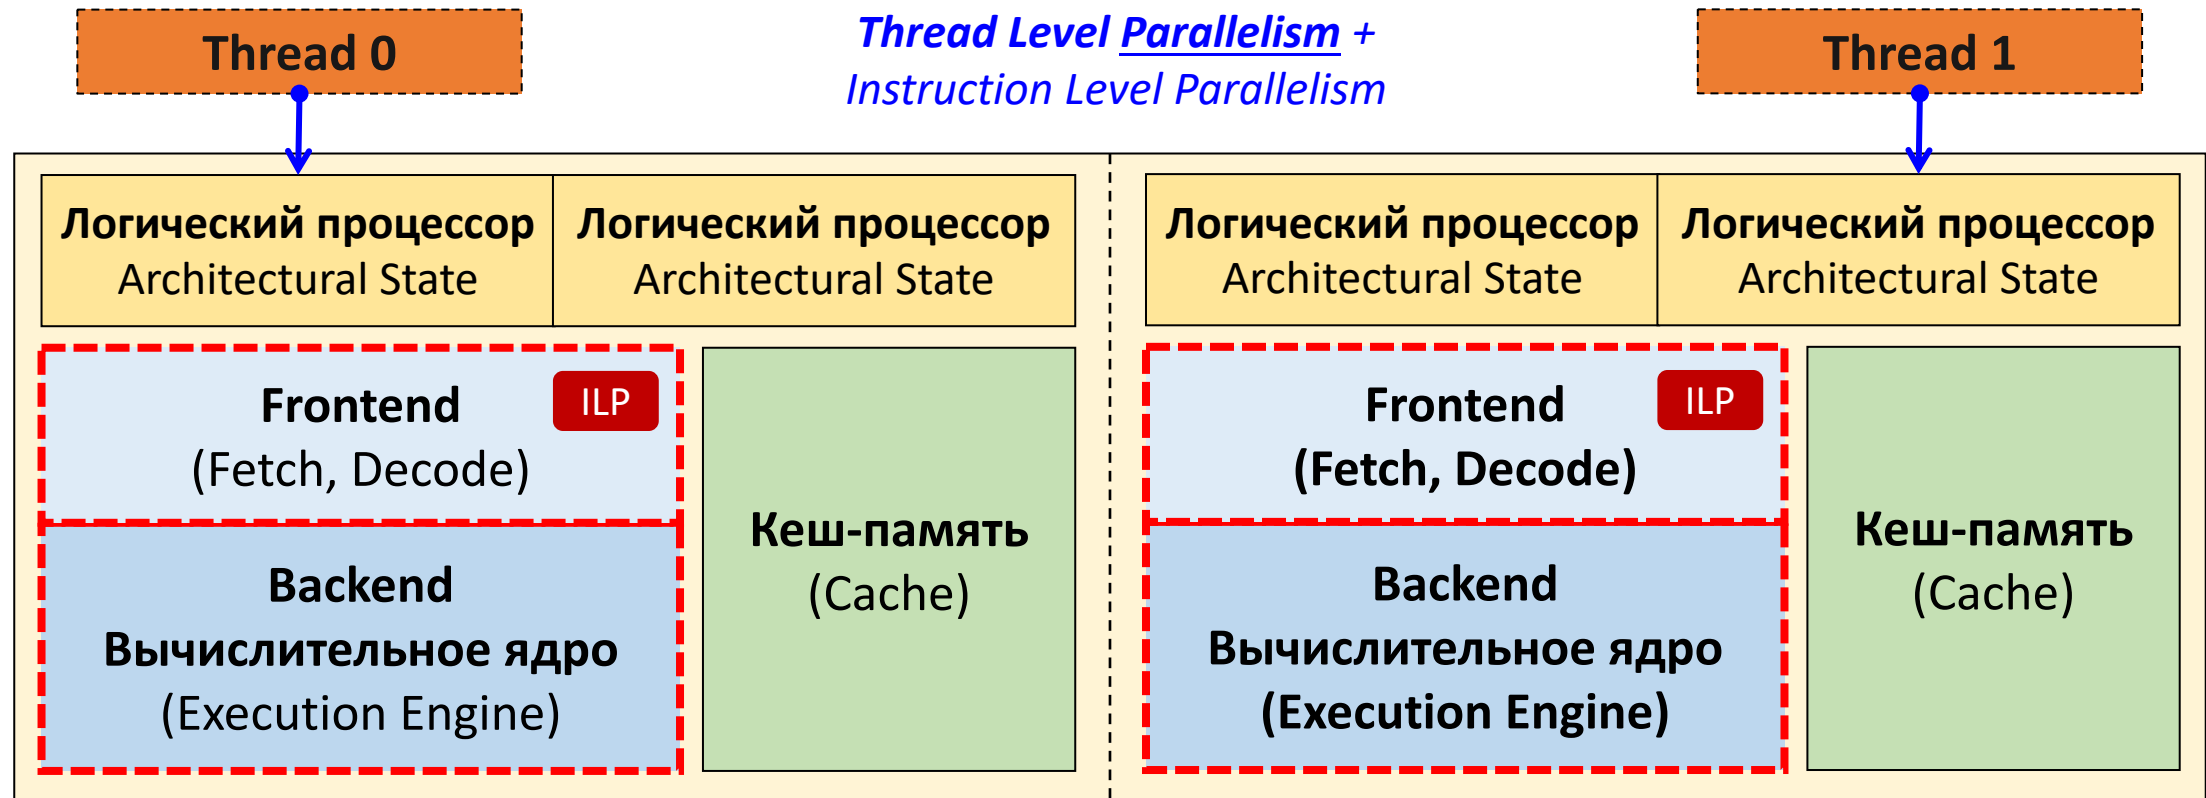 Thread 0
Thread Level Parallelism +
Instruction Level Parallelism
Thread 1
Логический процессор
Architectural State
Логический процессор
Architectural State
Логический процессор
Architectural State
Логический процессор
Architectural State
Frontend
(Fetch, Decode)
ILP
Backend
Вычислительное ядро
(Execution Engine)
Кеш-память
(Cache)
Frontend
(Fetch, Decode)
ILP
Backend
Вычислительное ядро
(Execution Engine)
Кеш-память
(Cache)